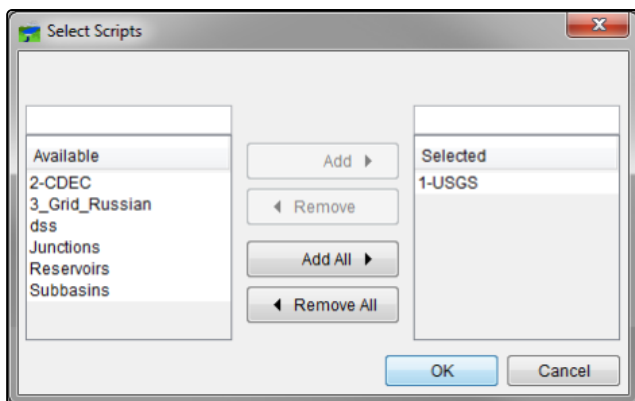 Select Scripts
Available
2-CDEC
3_Grid_Russian
dss
Junctions
Reservoirs
Subbasins
Add
Remove
Add All
Remove All
Selected
1-USGS
OK
Cancel